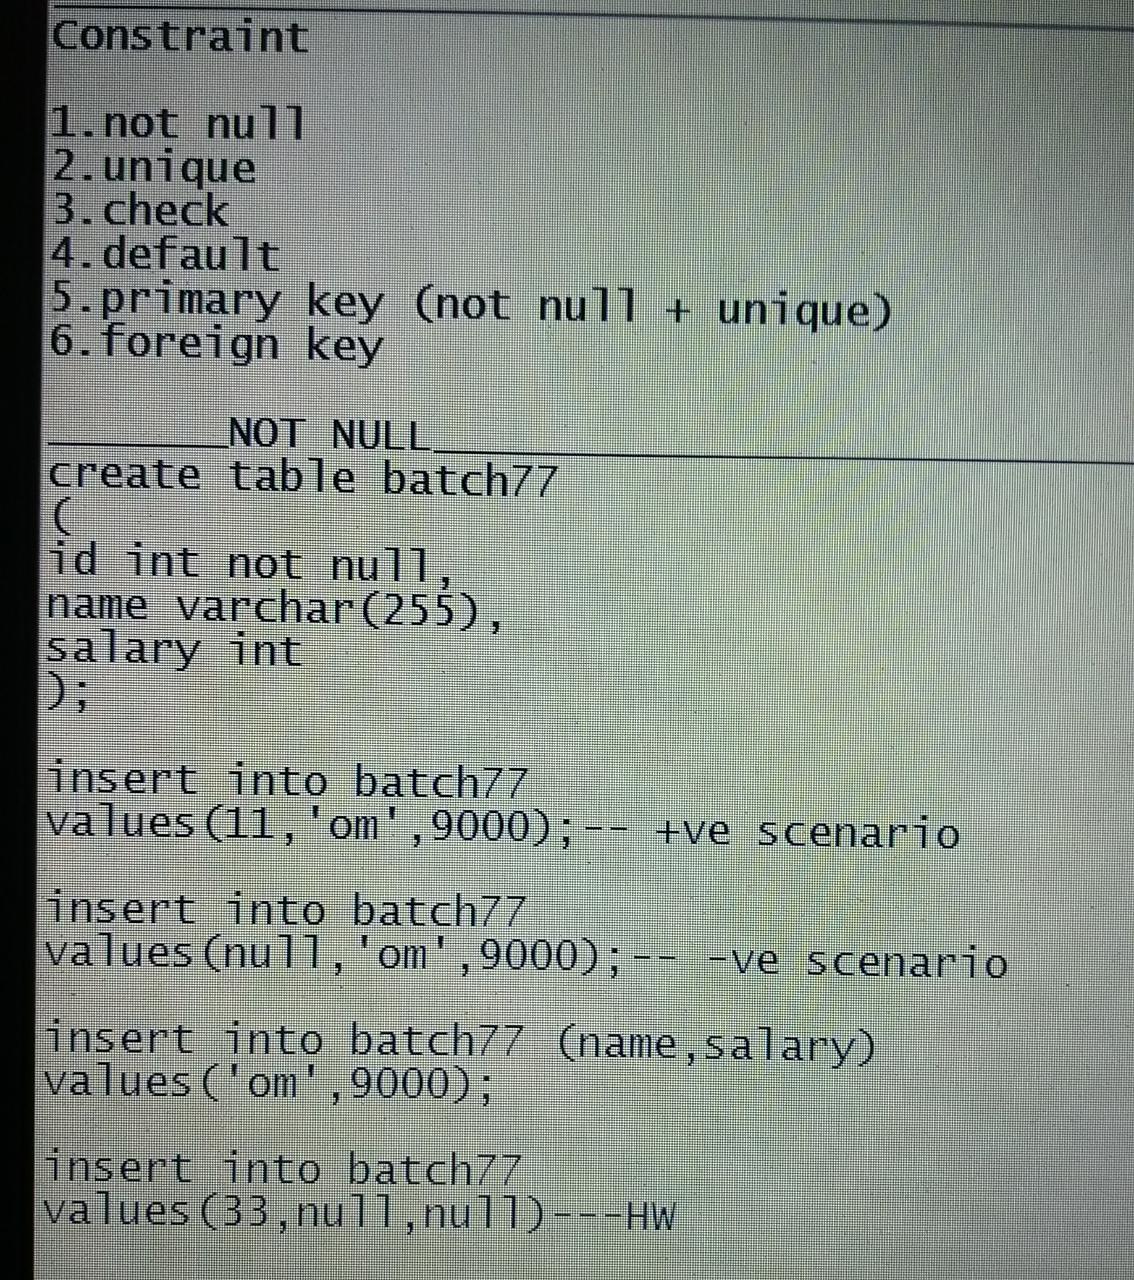 Constraint
1.not null
2.unique
3.check
4.default
5.primary key (not null + unique)
6.foreign key
_______NOT NULL___________________________
create table batch77
(
id int not null,
name varchar(255),
salary int
);
insert into batch77
values(11,'om',9000);-- +ve scenario
insert into batch77
values(null,'om',9000);-- -ve scenario
insert into batch77 (name,salary)
values('om',9000);
insert into batch77
values(33,null,null)---HW